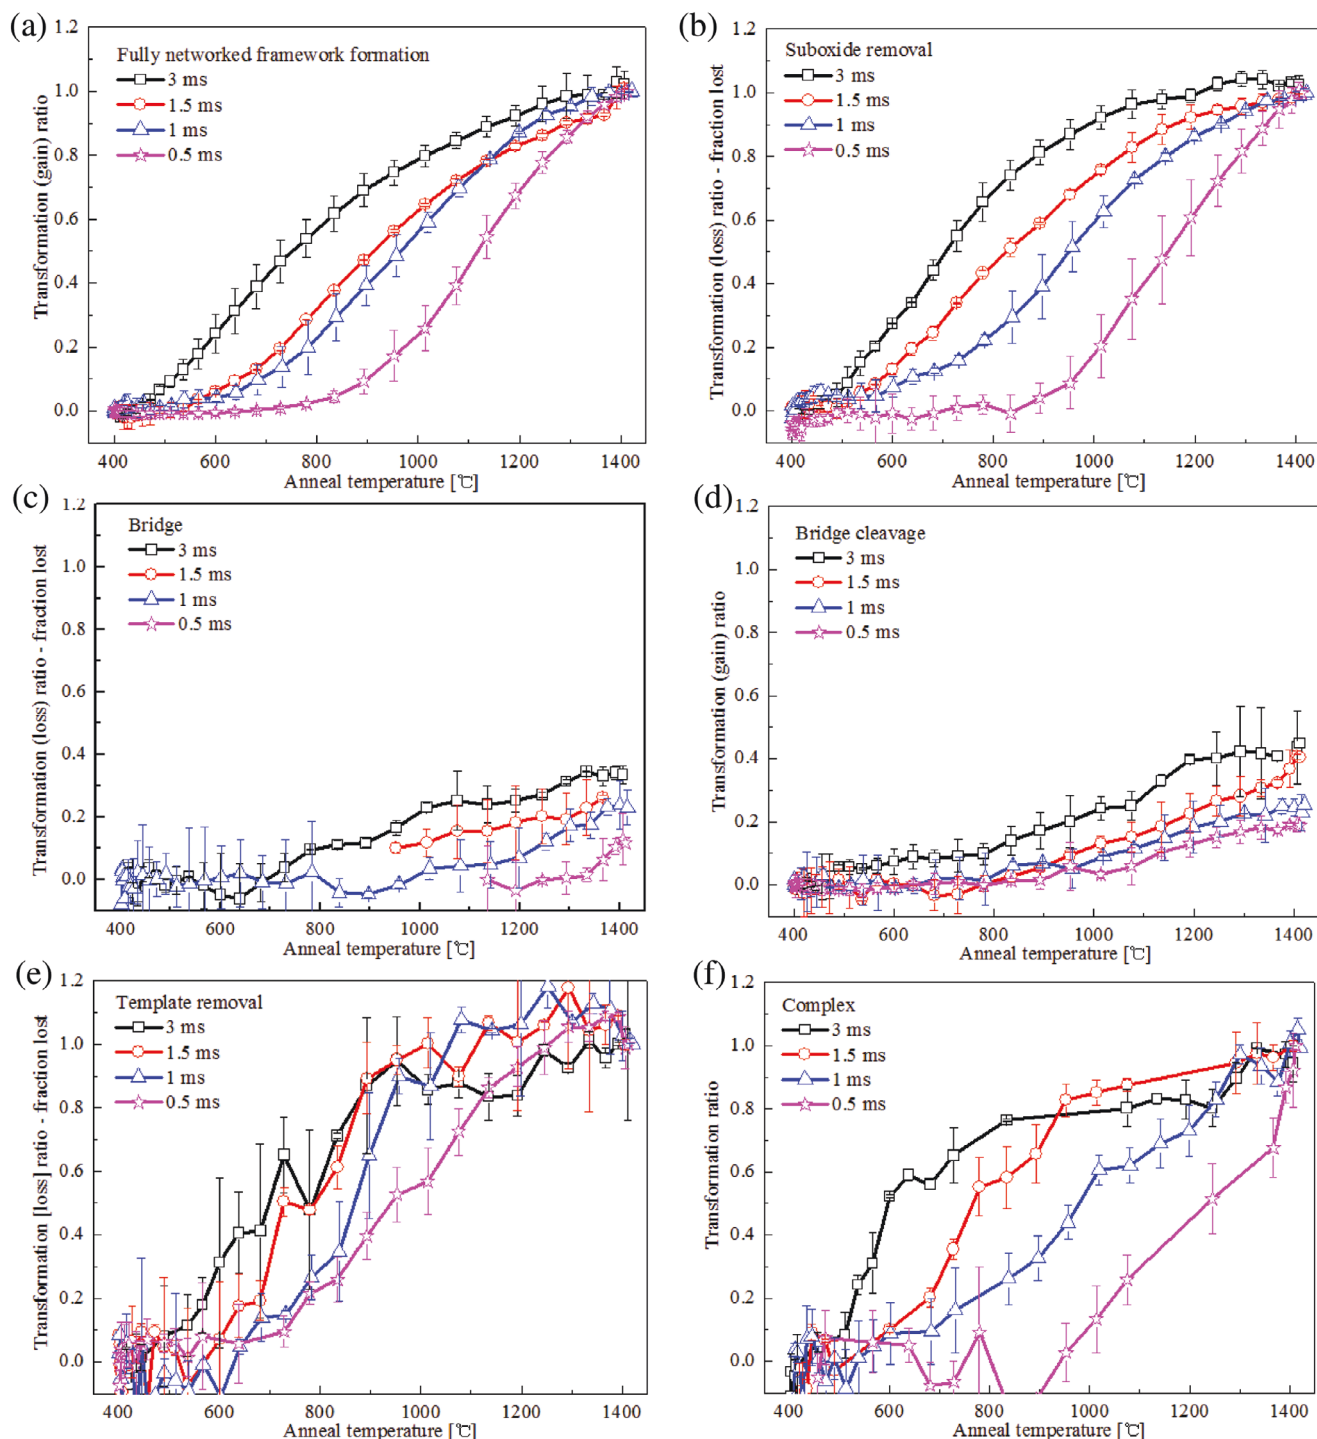 (a)
Fully networked framework formation
3 ms
1.5 ms
1 ms
0.5 ms
Transformation (gain) ratio
1.2
1.0
0.8
0.6
0.4
0.2
0.0
400 600 800 1000 1200 1400
Anneal temperature [℃]
(b)
Suboxide removal
3 ms
1.5 ms
1 ms
0.5 ms
Transformation (loss) ratio - fraction lost
1.2
1.0
0.8
0.6
0.4
0.2
0.0
400 600 800 1000 1200 1400
Anneal temperature [℃]
(c)
Bridge
3 ms
1.5 ms
1 ms
0.5 ms
Transformation (loss) ratio - fraction lost
1.2
1.0
0.8
0.6
0.4
0.2
0.0
400 600 800 1000 1200 1400
Anneal temperature [℃]
(d)
Bridge cleavage
3 ms
1.5 ms
1 ms
0.5 ms
Transformation (gain) ratio
1.2
1.0
0.8
0.6
0.4
0.2
0.0
400 600 800 1000 1200 1400
Anneal temperature [℃]
(e)
Template removal
3 ms
1.5 ms
1 ms
0.5 ms
Transformation [loss] ratio - fraction lost
1.2
1.0
0.8
0.6
0.4
0.2
0.0
400 600 800 1000 1200 1400
Anneal temperature [℃]
(f)
Complex
3 ms
1.5 ms
1 ms
0.5 ms
Transformation ratio
1.2
1.0
0.8
0.6
0.4
0.2
0.0
400 600 800 1000 1200 1400
Anneal temperature [℃]